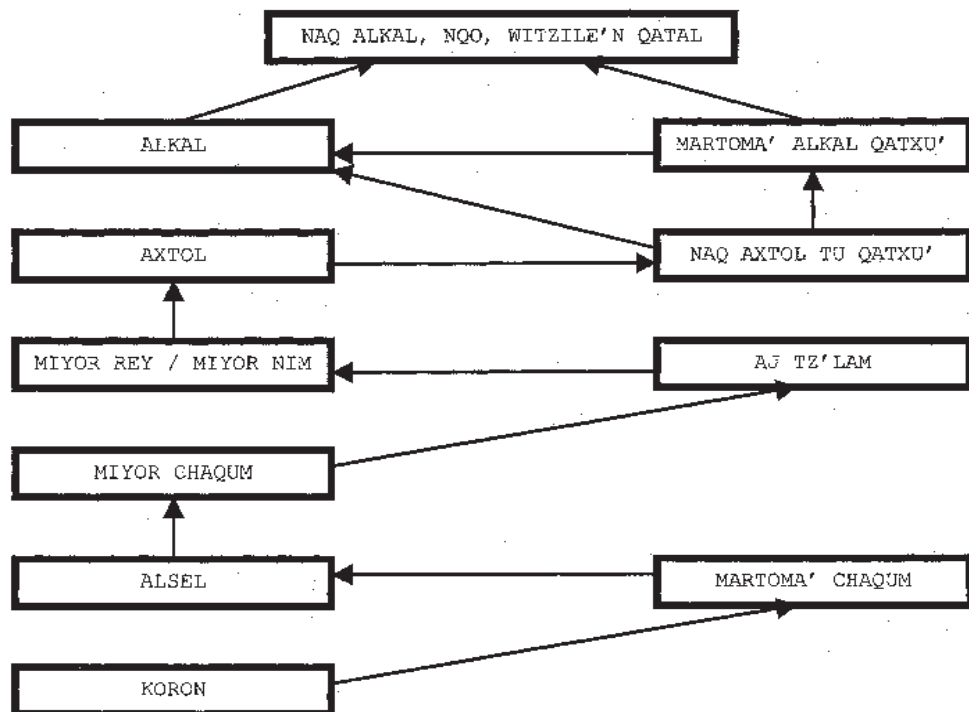 NAQ ALKAL, NQO, WITZILE'N QATAL
ALKAL
MARTOMA' ALKAL QATXU'
AXTOL
NAQ AXTOL TU QATXU'
MIYOR REY / MIYOR NIM
AJ TZ'LAM
MIYOR CHAQUM
ALSEL
MARTOMA' CHAQUM
KORON